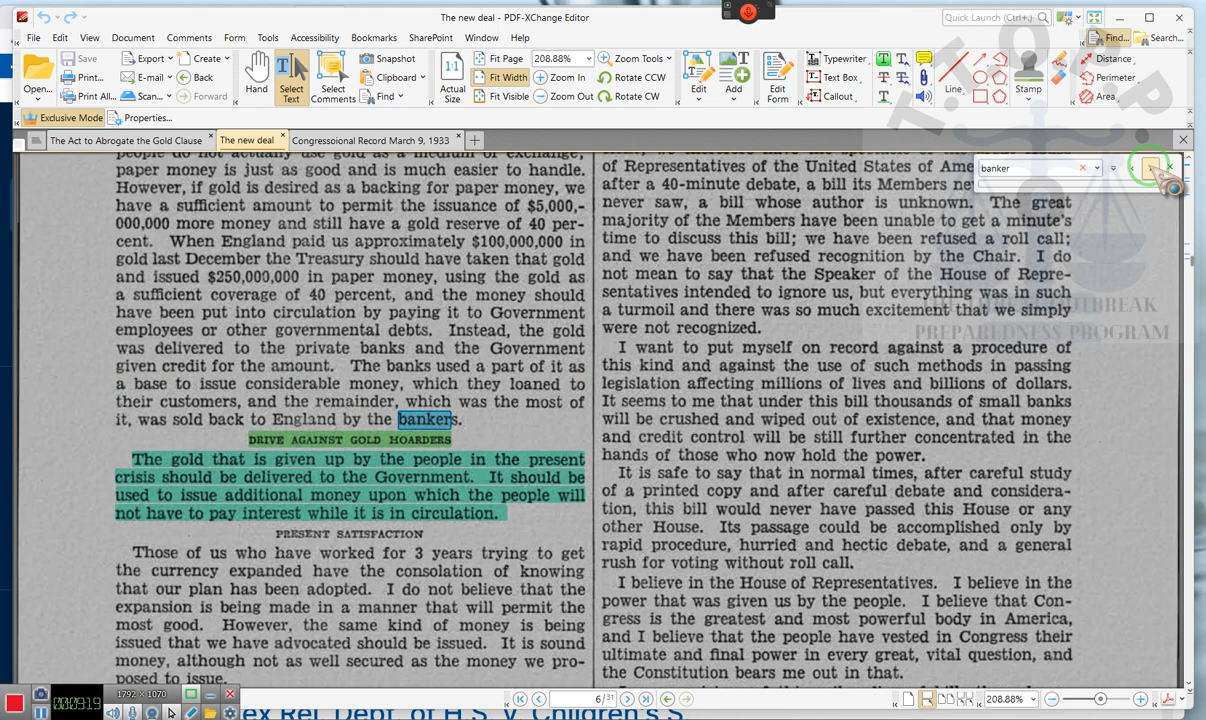 The new deal - PDF-XChange Editor
Quick Launch (Ctrl+.)
File Home View Document Comments Form Tools Accessibility Bookmarks SharePoint Window Help
Find... Search...
Open...
Save
Print...
Print All...
Export
E-mail
Scan...
Create
Back
Forward
Hand
Select Text
Select Comments
Snapshot
Clipboard
Find
Actual Size
Fit Page
Fit Width
Fit Visible
208.88%
Zoom In
Zoom Out
Zoom Tools
Rotate CCW
Rotate CW
Edit
Add
Edit Form
Typewriter
Text Box
Callout
Line
Stamp
Distance
Perimeter
Area
Exclusive Mode Properties...
The Act to Abrogate the Gold Clause The new deal Congressional Record March 9, 1933
T.O.P.P
banker
people do not actually use gold as a medium of exchange,
paper money is just as good and is much easier to handle.
However, if gold is desired as a backing for paper money, we
have a sufficient amount to permit the issuance of $5,000,-
000,000 more money and still have a gold reserve of 40 per-
cent. When England paid us approximately $100,000,000 in
gold last December the Treasury should have taken that gold
and issued $250,000,000 in paper money, using the gold as
a sufficient coverage of 40 percent, and the money should
have been put into circulation by paying it to Government
employees or other governmental debts. Instead, the gold
was delivered to the private banks and the Government
given credit for the amount. The banks used a part of it as
a base to issue considerable money, which they loaned to
their customers, and the remainder, which was the most of
it, was sold back to England by the bankers.
DRIVE AGAINST GOLD HOARDERS
The gold that is given up by the people in the present
crisis should be delivered to the Government. It should be
used to issue additional money upon which the people will
not have to pay interest while it is in circulation.
PRESENT SATISFACTION
Those of us who have worked for 3 years trying to get
the currency expanded have the consolation of knowing
that our plan has been adopted. I do not believe that the
expansion is being made in a manner that will permit the
most good. However, the same kind of money is being
issued that we have advocated should be issued. It is sound
money, although not as well secured as the money we pro-
posed to issue.
of Representatives of the United States of Ame
after a 40-minute debate, a bill its Members ne
never saw, a bill whose author is unknown. The great
majority of the Members have been unable to get a minute's
time to discuss this bill; we have been refused a roll call;
and we have been refused recognition by the Chair. I do
not mean to say that the Speaker of the House of Repre-
sentatives intended to ignore us, but everything was in such
a turmoil and there was so much excitement that we simply
were not recognized.
I want to put myself on record against a procedure of
this kind and against the use of such methods in passing
legislation affecting millions of lives and billions of dollars.
It seems to me that under this bill thousands of small banks
will be crushed and wiped out of existence, and that money
and credit control will be still further concentrated in the
hands of those who now hold the power.
It is safe to say that in normal times, after careful study
of a printed copy and after careful debate and considera-
tion, this bill would never have passed this House or any
other House. Its passage could be accomplished only by
rapid procedure, hurried and hectic debate, and a general
rush for voting without roll call.
I believe in the House of Representatives. I believe in the
power that was given us by the people. I believe that Con-
gress is the greatest and most powerful body in America,
and I believe that the people have vested in Congress their
ultimate and final power in every great, vital question, and
the Constitution bears me out in that.
OUTBREAK
PREPAREDNESS PROGRAM
1792 × 1070
6 / 31
208.88%
ex Rel. Dept. of H.S. v. Children's S